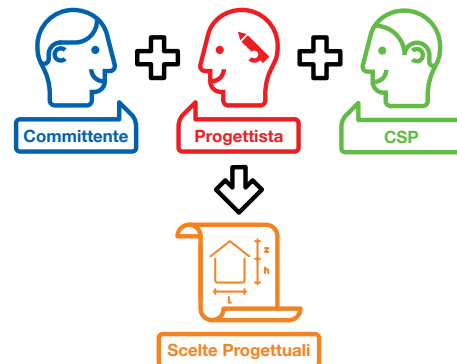 Committente
Progettista
CSP
z
h
L
Scelte Progettuali